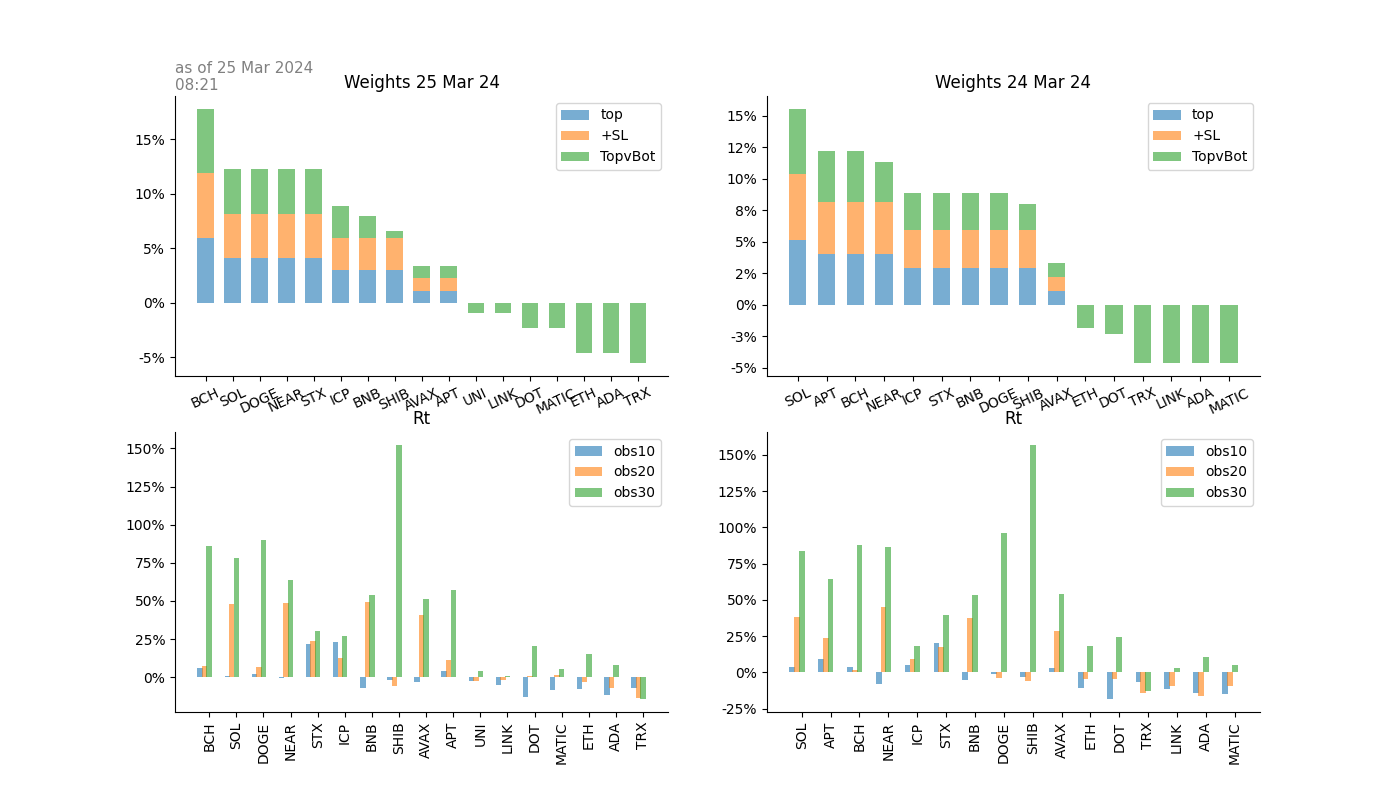 as of 25 Mar 2024
08:21
Weights 25 Mar 24
15%
10%
5%
0%
-5%
top
+SL
TopvBot
BCH SOL DOGE NEAR STX ICP BNB SHIB AVAX APT UNI LINK DOT MATIC ETH ADA TRX
Weights 24 Mar 24
15%
12%
10%
8%
5%
2%
0%
-3%
-5%
top
+SL
TopvBot
SOL APT BCH NEAR ICP STX BNB DOGE SHIB AVAX ETH DOT TRX LINK ADA MATIC
Rt
150%
125%
100%
75%
50%
25%
0%
obs10
obs20
obs30
BCH SOL DOGE NEAR STX ICP BNB SHIB AVAX APT UNI LINK DOT MATIC ETH ADA TRX
Rt
150%
125%
100%
75%
50%
25%
0%
-25%
obs10
obs20
obs30
SOL APT BCH NEAR ICP STX BNB DOGE SHIB AVAX ETH DOT TRX LINK ADA MATIC